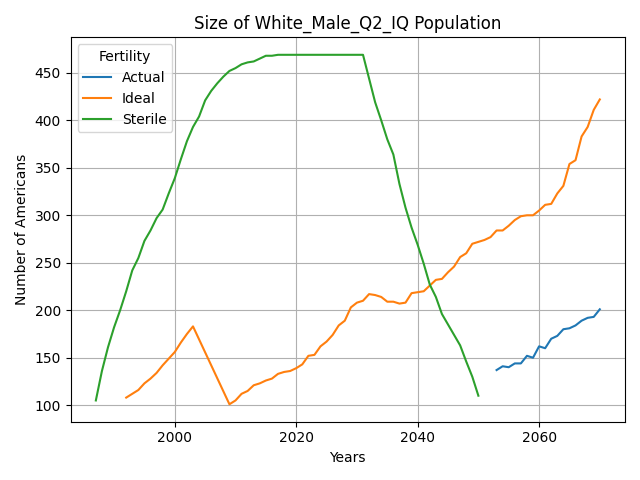 Size of White_Male_Q2_IQ Population
Fertility
Actual
Ideal
Sterile
Number of Americans
450
400
350
300
250
200
150
100
2000
2020
2040
2060
Years